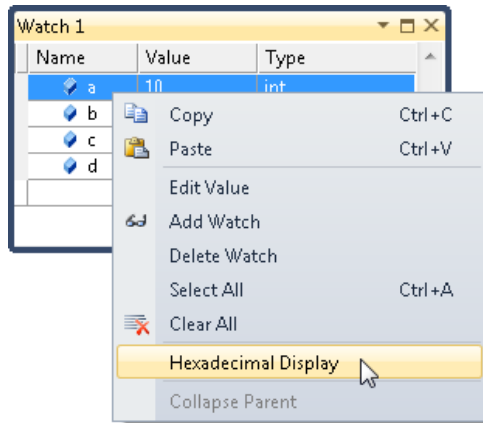 Watch 1
Name Value Type
a 10 int
b
c
d
Copy Ctrl+C
Paste Ctrl+V
Edit Value
Add Watch
Delete Watch
Select All Ctrl+A
Clear All
Hexadecimal Display
Collapse Parent